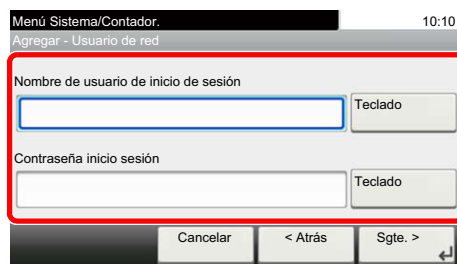 Menú Sistema/Contador. 10:10
Agregar - Usuario de red
Nombre de usuario de inicio de sesión
Teclado
Contraseña inicio sesión
Teclado
Cancelar < Atrás Sgte. >